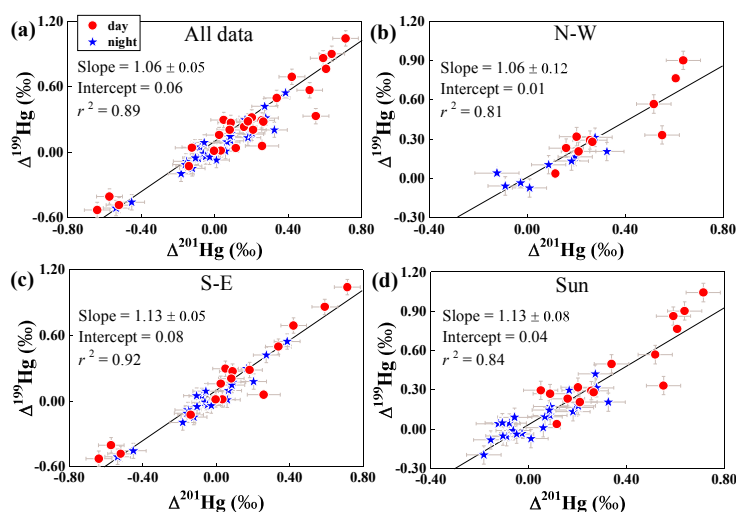 (a)
day
night
All data
Slope = 1.06 ± 0.05
Intercept = 0.06
r² = 0.89
1.20
0.60
0.00
-0.60
Δ¹⁹⁹Hg (‰)
-0.80 -0.40 0.00 0.40 0.80
Δ²⁰¹Hg (‰)
(b)
N-W
Slope = 1.06 ± 0.12
Intercept = 0.01
r² = 0.81
1.20
0.90
0.60
0.30
0.00
-0.30
Δ¹⁹⁹Hg (‰)
-0.80 -0.40 0.00 0.40 0.80
Δ²⁰¹Hg (‰)
(c)
S-E
Slope = 1.13 ± 0.05
Intercept = 0.08
r² = 0.92
1.20
0.60
0.00
-0.60
Δ¹⁹⁹Hg (‰)
-0.80 -0.40 0.00 0.40 0.80
Δ²⁰¹Hg (‰)
(d)
Sun
Slope = 1.13 ± 0.08
Intercept = 0.04
r² = 0.84
1.20
0.90
0.60
0.30
0.00
-0.30
Δ¹⁹⁹Hg (‰)
-0.40 0.00 0.40 0.80
Δ²⁰¹Hg (‰)